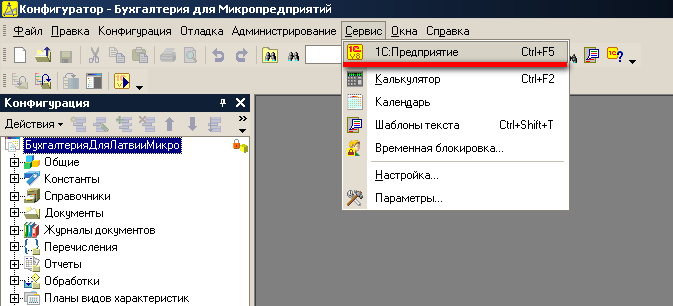 Конфигуратор - Бухгалтерия для Микропредприятий
Файл Правка Конфигурация Отладка Администрирование Сервис Окна Справка
1С:Предприятие Ctrl+F5
Калькулятор Ctrl+F2
Календарь
Шаблоны текста Ctrl+Shift+T
Временная блокировка...
Настройка...
Параметры...
Конфигурация
Действия
БухгалтерияДляЛатвииМикро
Общие
Константы
Справочники
Документы
Журналы документов
Перечисления
Отчеты
Обработки
Планы видов характеристик